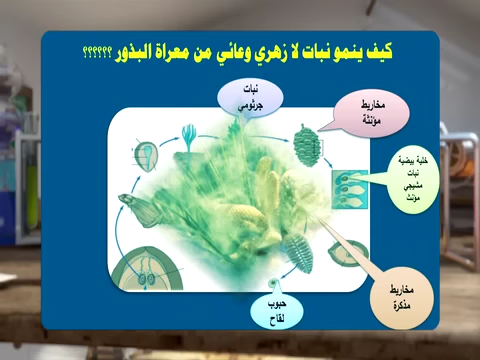 كيف ينمو نبات لا زهري وعائي من معراة البذور ؟؟؟؟؟؟
نبات
جرثومي
مخاريط
مؤنثة
خلية بيضية
نبات
مشيجي
مؤنث
مخاريط
مذكرة
حبوب
لقاح